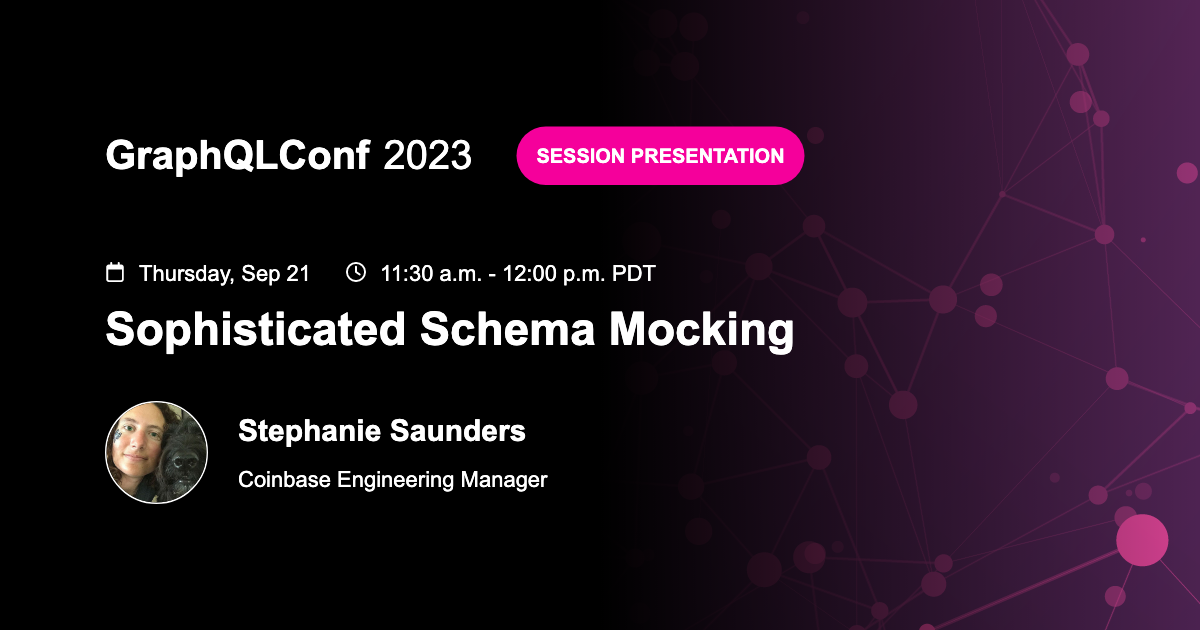 GraphQLConf 2023
SESSION PRESENTATION
Thursday, Sep 21
11:30 a.m. - 12:00 p.m. PDT
Sophisticated Schema Mocking
Stephanie Saunders
Coinbase Engineering Manager